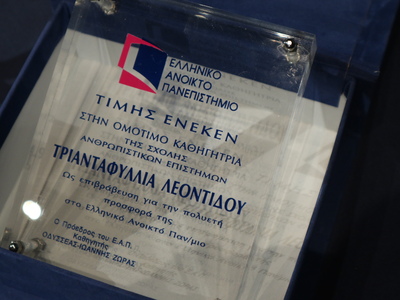 ΕΛΛΗΝΙΚΟ
ΑΝΟΙΚΤΟ
ΠΑΝΕΠΙΣΤΗΜΙΟ
ΤΙΜΗΣ ΕΝΕΚΕΝ
ΣΤΗΝ ΟΜΟΤΙΜΟ ΚΑΘΗΓΗΤΡΙΑ
ΤΗΣ ΣΧΟΛΗΣ
ΑΝΘΡΩΠΙΣΤΙΚΩΝ ΕΠΙΣΤΗΜΩΝ
ΤΡΙΑΝΤΑΦΥΛΛΙΑ ΛΕΟΝΤΙΔΟΥ
Ως επιβράβευση για την πολυετή
προσφορά της
στο Ελληνικό Ανοικτό Παν/μιο
Ο Πρόεδρος του Ε.Α.Π.
Καθηγητής
ΟΔΥΣΣΕΑΣ-ΙΩΑΝΝΗΣ ΖΩΡΑΣ